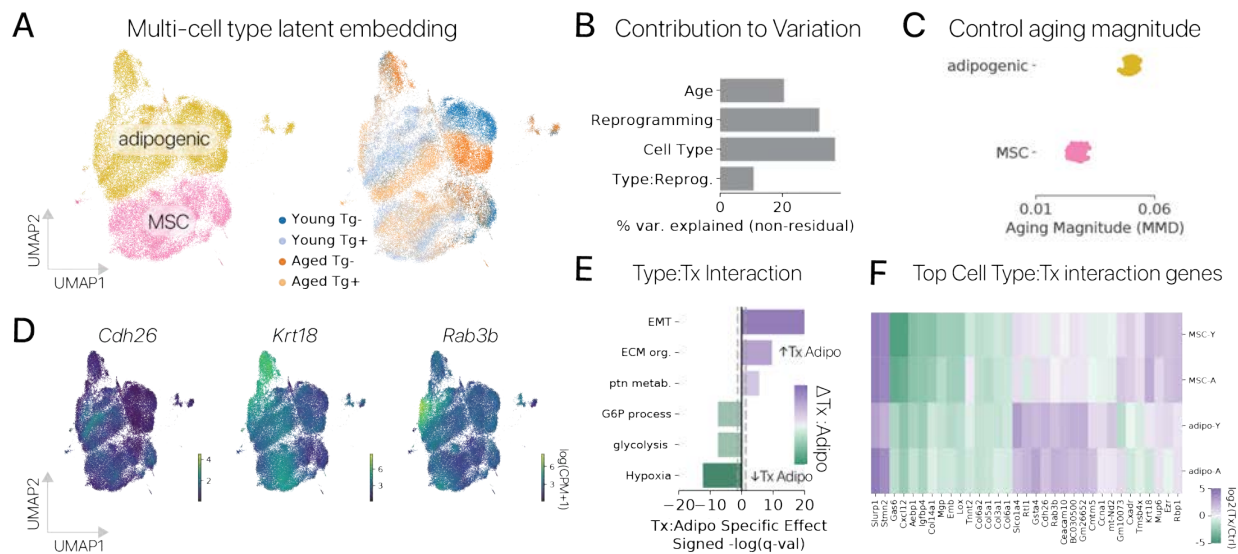 A Multi-cell type latent embedding
adipogenic
MSC
UMAP2
UMAP1
Young Tg-
Young Tg+
Aged Tg-
Aged Tg+
B Contribution to Variation
Age
Reprogramming
Cell Type
Type:Reprog.
0 20
% var. explained (non-residual)
C Control aging magnitude
adipogenic
MSC
0.01 0.06
Aging Magnitude (MMD)
D
Cdh26 Krt18 Rab3b
UMAP2
UMAP1
4
2
6
3
6
3
log(CPM+1)
E Type:Tx Interaction
EMT
ECM org.
ptn metab.
G6P process
glycolysis
Hypoxia
↑Tx Adipo
↓Tx Adipo
ΔTx :Adipo
−20 −10 0 10 20
Tx:Adipo Specific Effect
Signed -log(q-val)
F Top Cell Type:Tx interaction genes
MSC-Y
MSC-A
adipo-Y
adipo A
Slurp1
Stmn2
Gas6
Cxcl12
Aebp1
Igfbp4
Col14a1
Mgp
Emb
Lox
Tnnt2
Col6a2
Col5a1
Col3a1
Col6a1
Slco1a4
Rtl1
Gsta4
Cdh26
Rab3b
Ceacam10
BC030500
Gm26652
Cntnn5
Ccna1
mt-Nd2
Gm10073
Cxadr
Tmsb4x
Krt18
Mup6
Ezr
Rbp1
5
0
-5
log2(Tx/Ctrl)